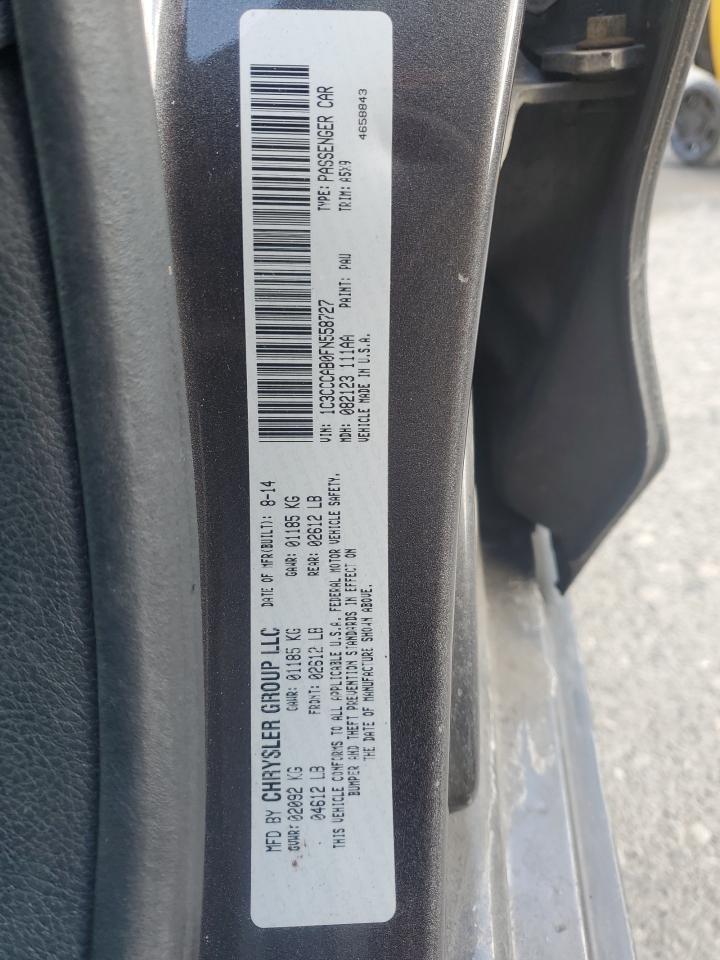 MFD BY CHRYSLER GROUP LLC DATE OF MFR(BUILT): 8-14
GVWR: 02092 KG GAWR: 01185 KG GAWR: 01185 KG
04612 LB FRONT: 02612 LB REAR: 02612 LB
THIS VEHICLE CONFORMS TO ALL APPLICABLE U.S.A. FEDERAL MOTOR VEHICLE SAFETY,
BUMPER AND THEFT PREVENTION STANDARDS IN EFFECT ON
THE DATE OF MANUFACTURE SHOWN ABOVE.
VIN: 1C3CCCAB0FN558727 TYPE: PASSENGER CAR
MDH: 082123 111AA PAINT: PAU TRIM: A5X9
VEHICLE MADE IN U.S.A. 4658843